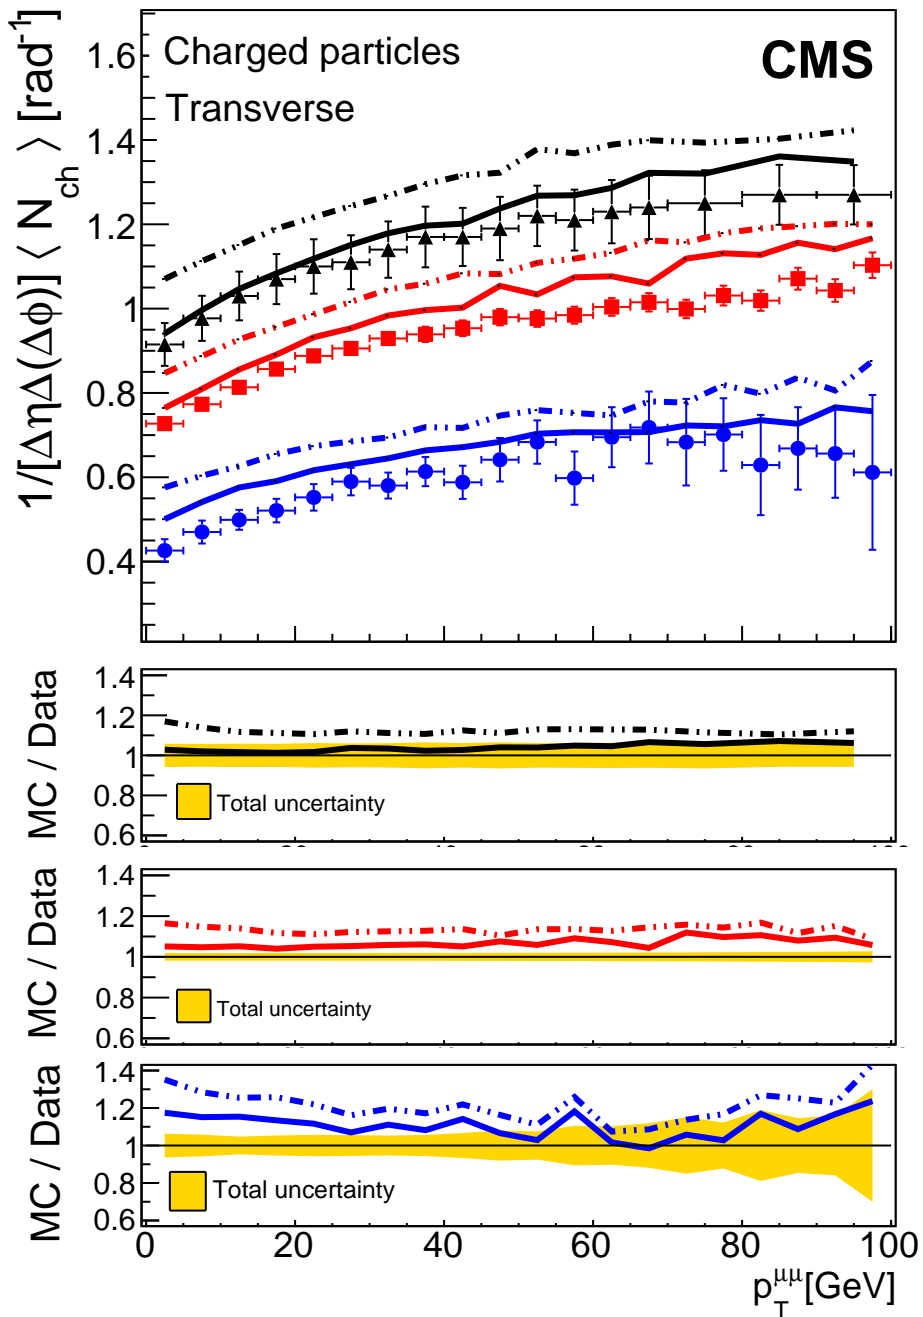 1/[ΔηΔ(Δφ)] ⟨ N_ch ⟩ [rad⁻¹]
Charged particles
CMS
Transverse
1.6
1.4
1.2
1
0.8
0.6
0.4
MC / Data
1.4
1.2
1
0.8
0.6
Total uncertainty
MC / Data
1.4
1.2
1
0.8
0.6
Total uncertainty
MC / Data
1.4
1.2
1
0.8
0.6
Total uncertainty
0 20 40 60 80 100
p_T^μμ [GeV]